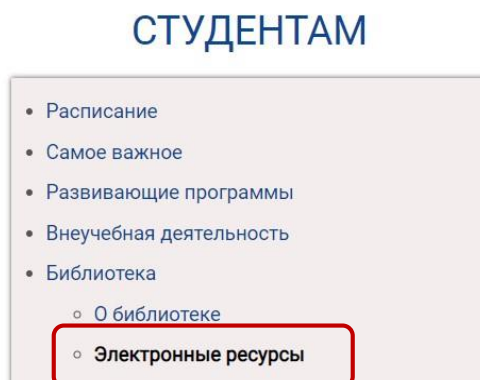 СТУДЕНТАМ
Расписание
Самое важное
Развивающие программы
Внеучебная деятельность
Библиотека
О библиотеке
Электронные ресурсы